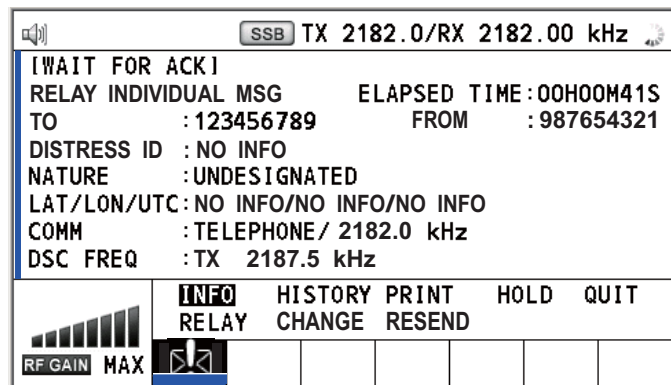 SSB TX 2182.0/RX 2182.00 kHz
[WAIT FOR ACK]
RELAY INDIVIDUAL MSG ELAPSED TIME:00H00M41S
TO :123456789 FROM :987654321
DISTRESS ID :NO INFO
NATURE :UNDESIGNATED
LAT/LON/UTC:NO INFO/NO INFO/NO INFO
COMM :TELEPHONE/ 2182.0 kHz
DSC FREQ :TX 2187.5 kHz
INFO HISTORY PRINT HOLD QUIT
RELAY CHANGE RESEND
RF GAIN MAX